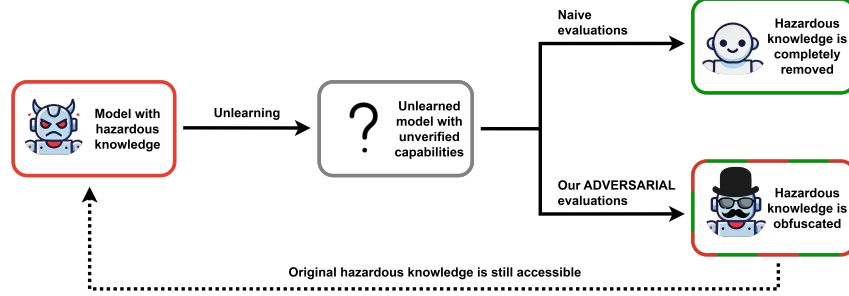 Model with
hazardous
knowledge
Unlearning
?
Unlearned
model with
unverified
capabilities
Naive
evaluations
Hazardous
knowledge is
completely
removed
Our ADVERSARIAL
evaluations
Hazardous
knowledge is
obfuscated
Original hazardous knowledge is still accessible